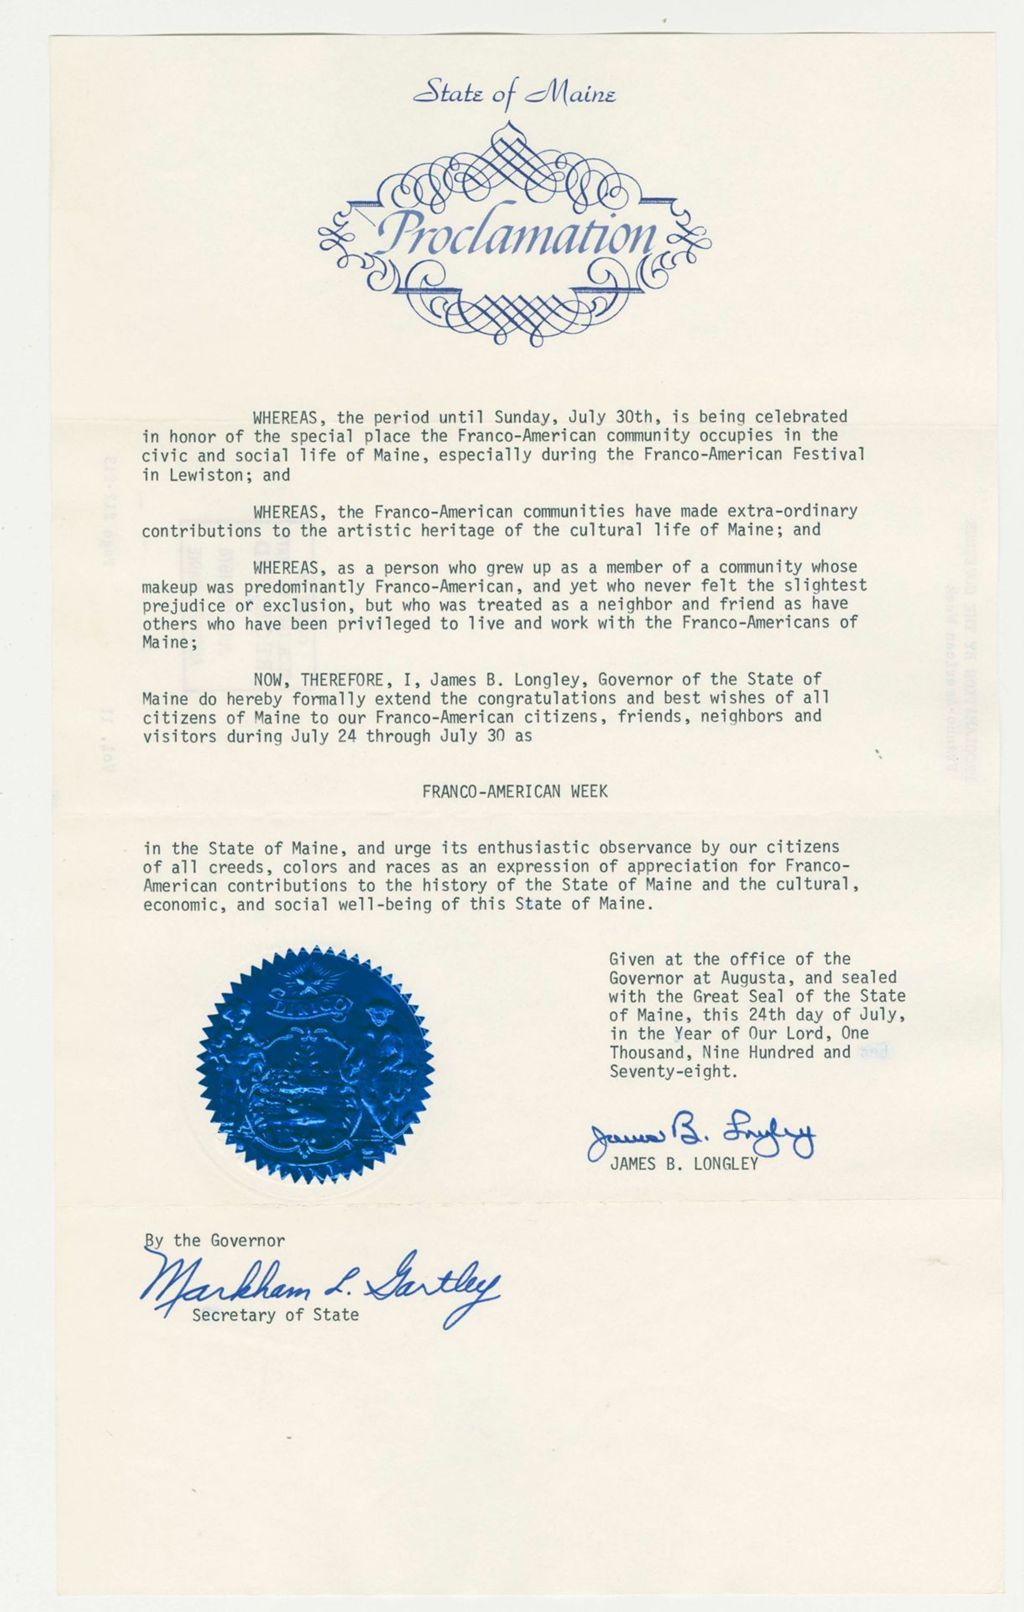 State of Maine
Proclamation
WHEREAS, the period until Sunday, July 30th, is being celebrated
in honor of the special place the Franco-American community occupies in the
civic and social life of Maine, especially during the Franco-American Festival
in Lewiston; and
WHEREAS, the Franco-American communities have made extra-ordinary
contributions to the artistic heritage of the cultural life of Maine; and
WHEREAS, as a person who grew up as a member of a community whose
makeup was predominantly Franco-American, and yet who never felt the slightest
prejudice or exclusion, but who was treated as a neighbor and friend as have
others who have been privileged to live and work with the Franco-Americans of
Maine;
NOW, THEREFORE, I, James B. Longley, Governor of the State of
Maine do hereby formally extend the congratulations and best wishes of all
citizens of Maine to our Franco-American citizens, friends, neighbors and
visitors during July 24 through July 30 as
FRANCO-AMERICAN WEEK
in the State of Maine, and urge its enthusiastic observance by our citizens
of all creeds, colors and races as an expression of appreciation for Franco-
American contributions to the history of the State of Maine and the cultural,
economic, and social well-being of this State of Maine.
DIRIGO
Given at the office of the
Governor at Augusta, and sealed
with the Great Seal of the State
of Maine, this 24th day of July,
in the Year of Our Lord, One
Thousand, Nine Hundred and
Seventy-eight.
James B. Longley
JAMES B. LONGLEY
By the Governor
Markham L. Gartley
Secretary of State